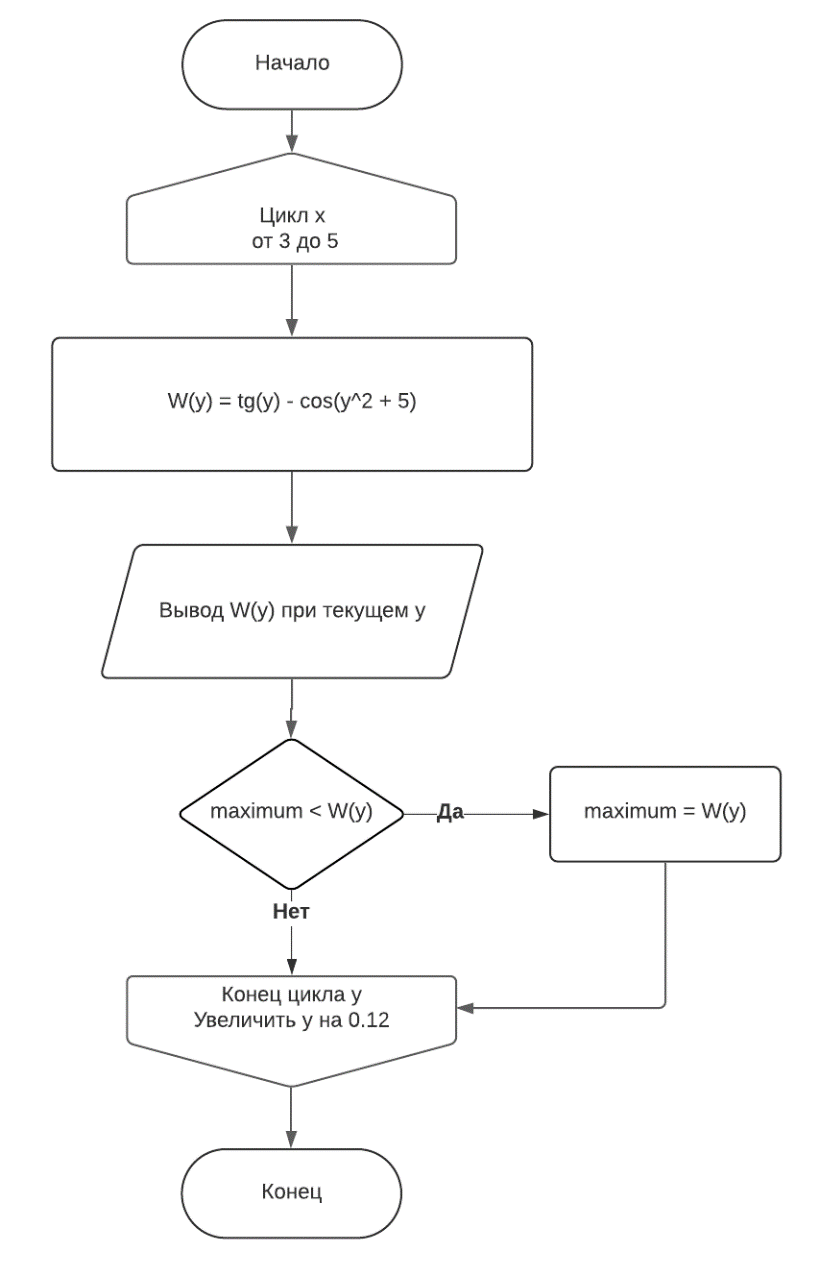 Начало
Цикл x
от 3 до 5
W(y) = tg(y) - cos(y^2 + 5)
Вывод W(y) при текущем y
maximum < W(y)
Да
maximum = W(y)
Нет
Конец цикла y
Увеличить y на 0.12
Конец